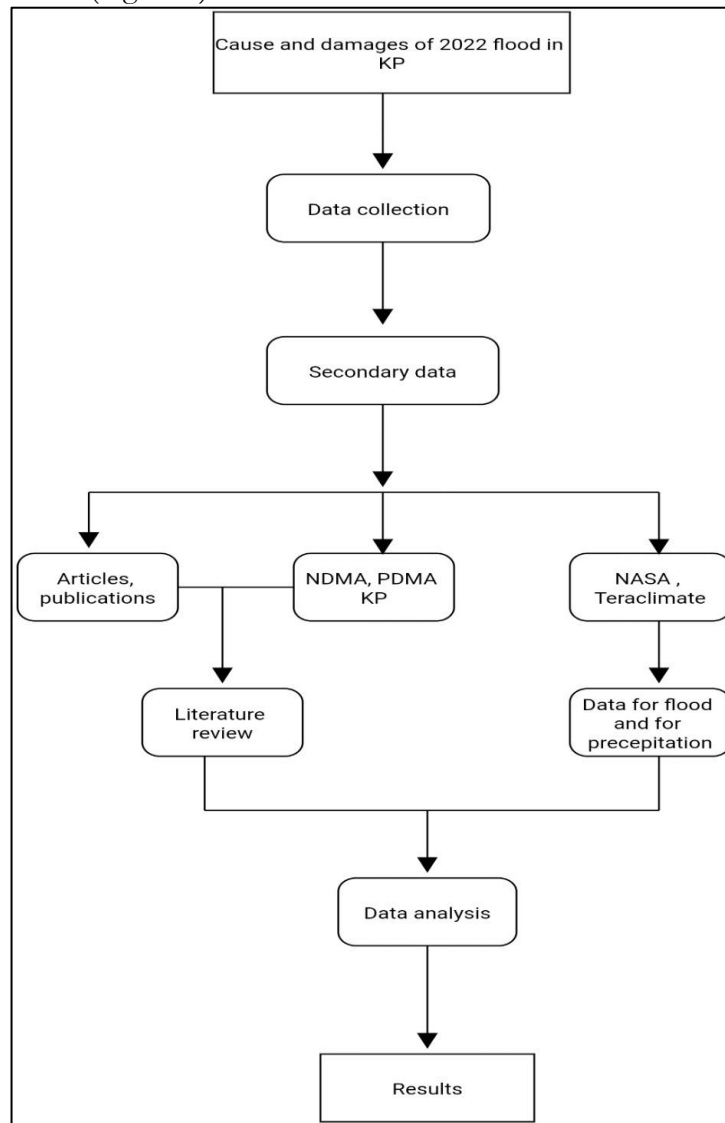 Cause and damages of 2022 flood in
KP
Data collection
Secondary data
Articles,
publications
NDMA, PDMA
KP
NASA ,
Teraclimate
Literature
review
Data for flood
and for
precepitation
Data analysis
Results